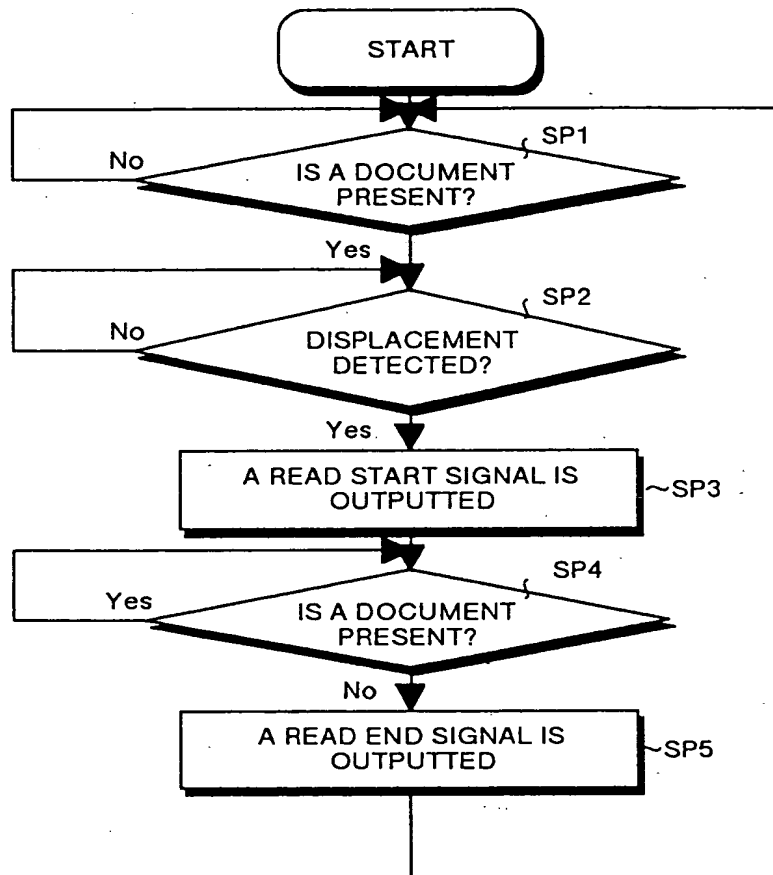 START
SP1
No
IS A DOCUMENT
PRESENT?
Yes
SP2
No
DISPLACEMENT
DETECTED?
Yes
A READ START SIGNAL IS
OUTPUTTED
SP3
SP4
Yes
IS A DOCUMENT
PRESENT?
No
A READ END SIGNAL IS
OUTPUTTED
SP5